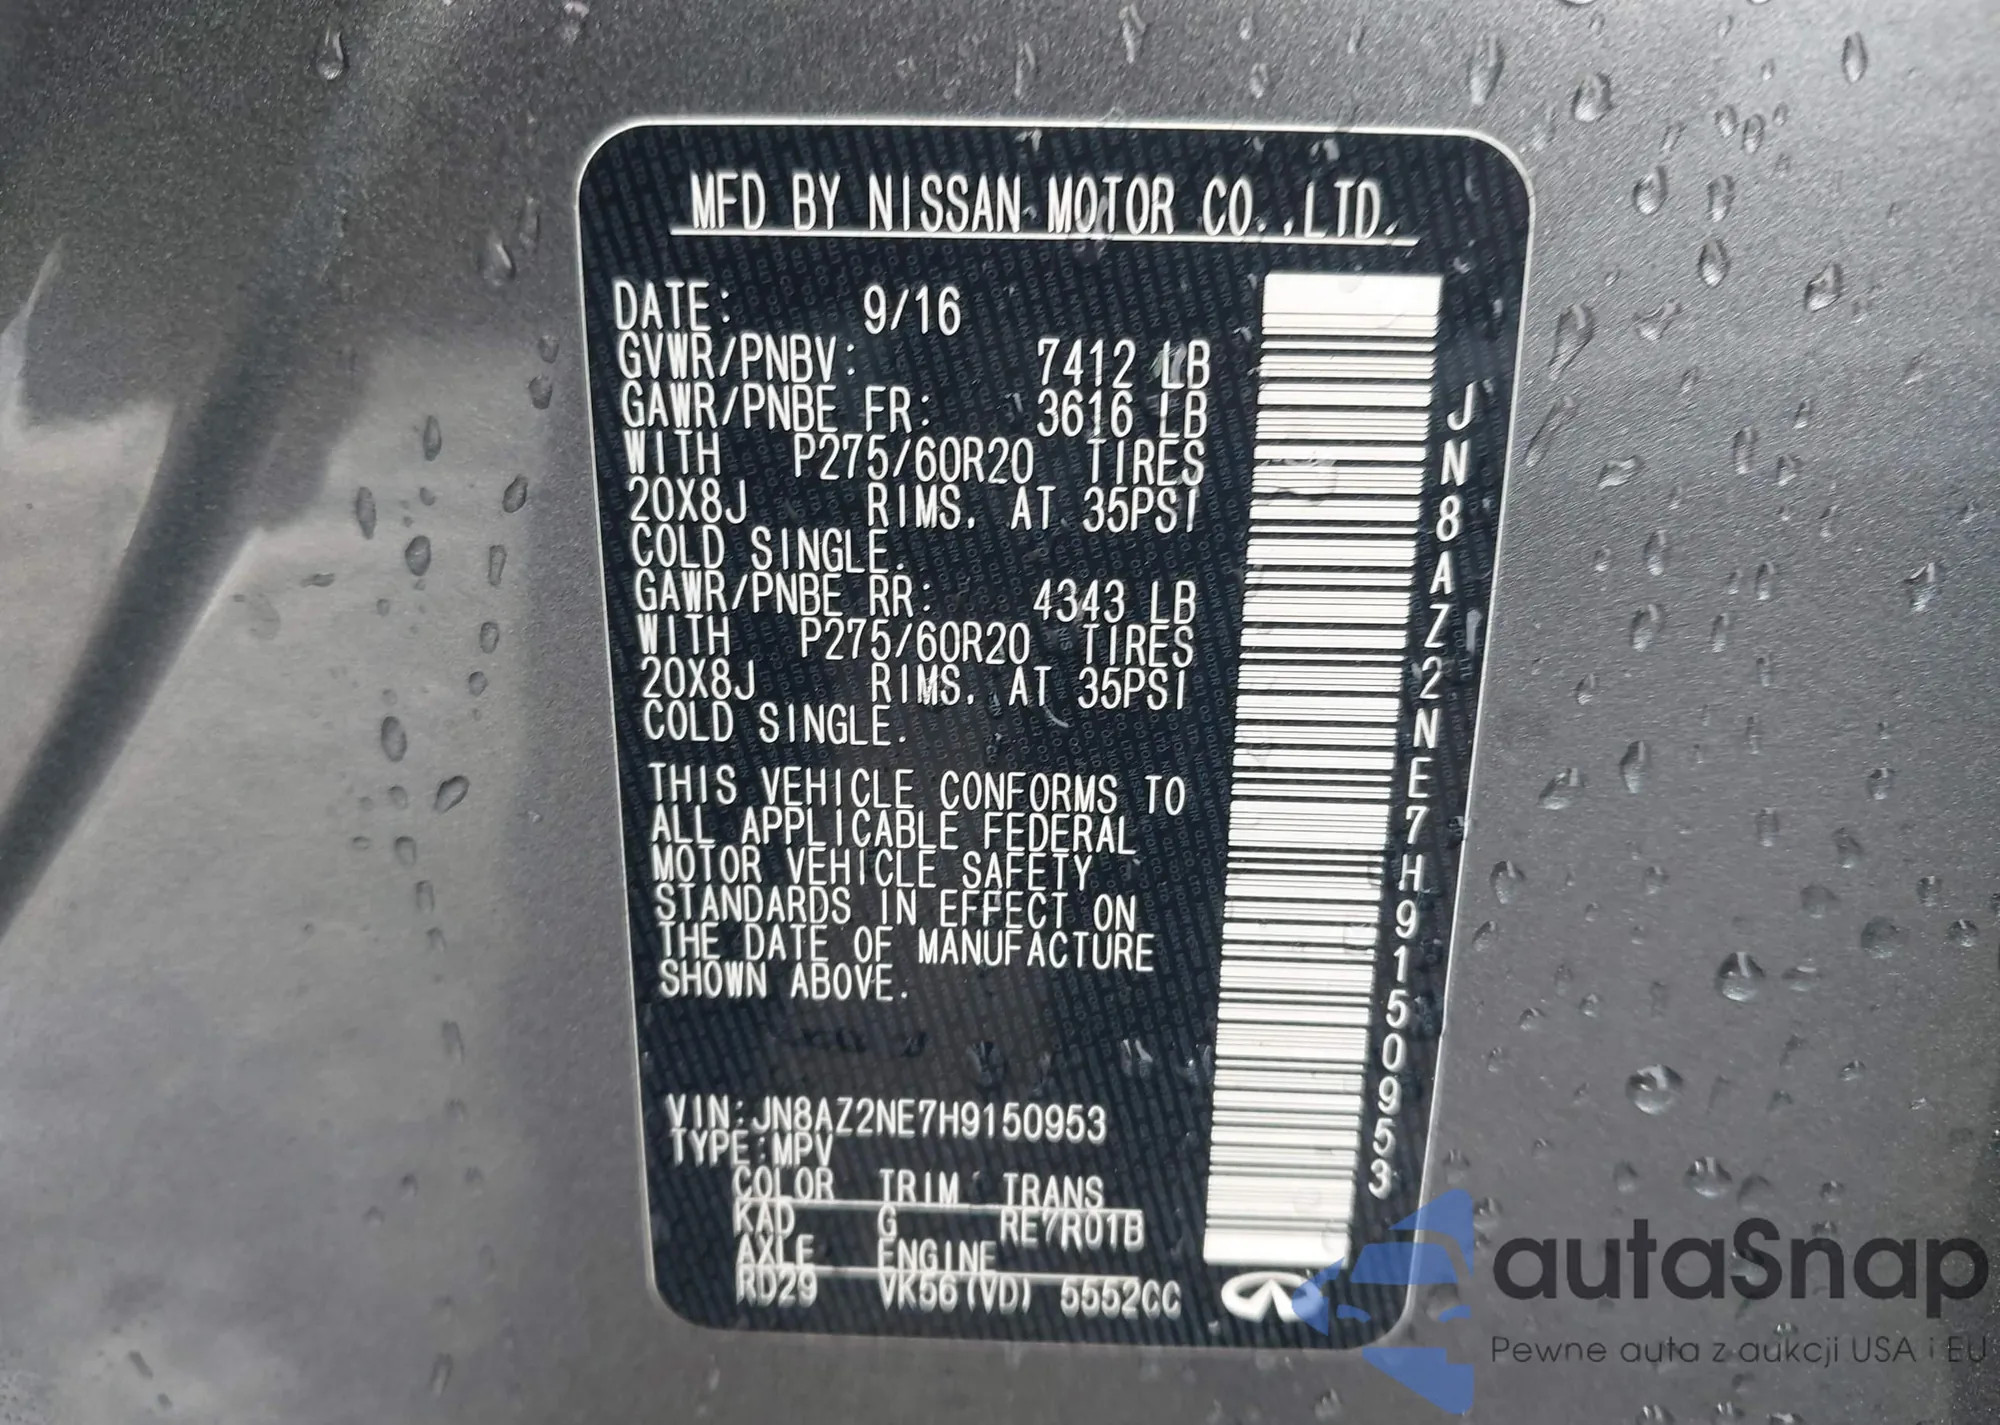 MFD BY NISSAN MOTOR CO.,LTD.
DATE: 9/16
GVWR/PNBV: 7412 LB
GAWR/PNBE FR: 3616 LB
WITH P275/60R20 TIRES
20X8J RIMS. AT 35PSI
COLD SINGLE.
GAWR/PNBE RR: 4343 LB
WITH P275/60R20 TIRES
20X8J RIMS. AT 35PSI
COLD SINGLE.
THIS VEHICLE CONFORMS TO
ALL APPLICABLE FEDERAL
MOTOR VEHICLE SAFETY
STANDARDS IN EFFECT ON
THE DATE OF MANUFACTURE
SHOWN ABOVE.
VIN:JN8AZ2NE7H9150953
TYPE:MPV
COLOR TRIM TRANS
KAD G RE7R01B
AXLE ENGINE
RD29 VK56(VD) 5552CC
JN8AZ2NE7H9150953
autaSnap
Pewne auta z aukcji USA i EU